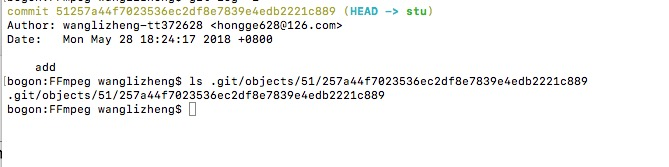 commit 51257a44f7023536ec2df8e7839e4edb2221c889 (HEAD -> stu)
Author: wanglizheng-tt372628 <hongge628@126.com>
Date:   Mon May 28 18:24:17 2018 +0800
    add
[bogon:FFmpeg wanglizheng$ ls .git/objects/51/257a44f7023536ec2df8e7839e4edb2221c889
.git/objects/51/257a44f7023536ec2df8e7839e4edb2221c889
bogon:FFmpeg wanglizheng$